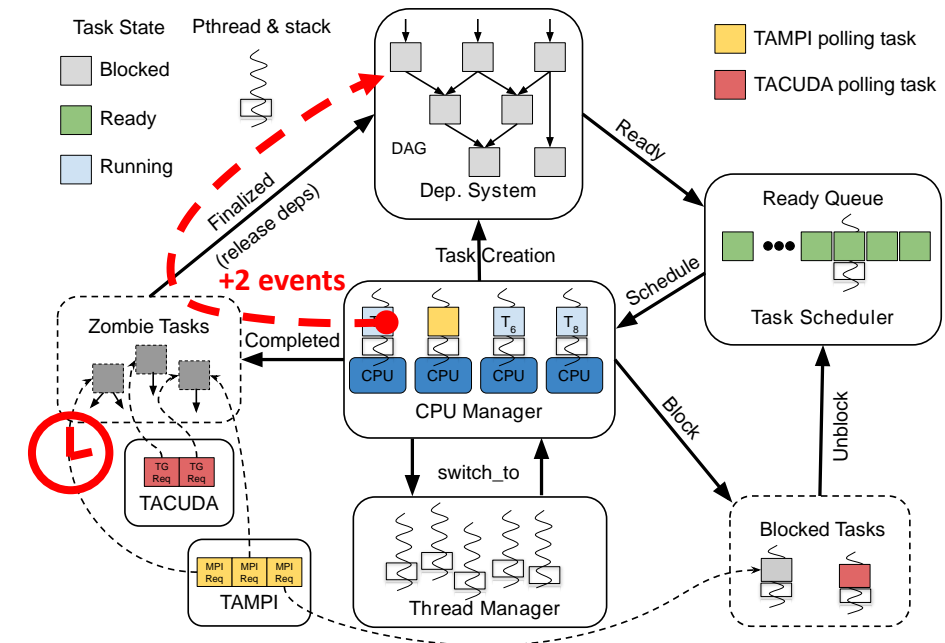 Task State
Blocked
Ready
Running
Pthread & stack
DAG
Dep. System
TAMPI polling task
TACUDA polling task
Ready
Ready Queue
Task Scheduler
Schedule
Finalized
(release deps)
+2 events
Task Creation
Zombie Tasks
Completed
T
T6
T8
CPU
CPU
CPU
CPU
CPU Manager
Block
Unblock
switch_to
TG Req
TG Req
TACUDA
MPI Req
MPI Req
MPI Req
TAMPI
Thread Manager
Blocked Tasks